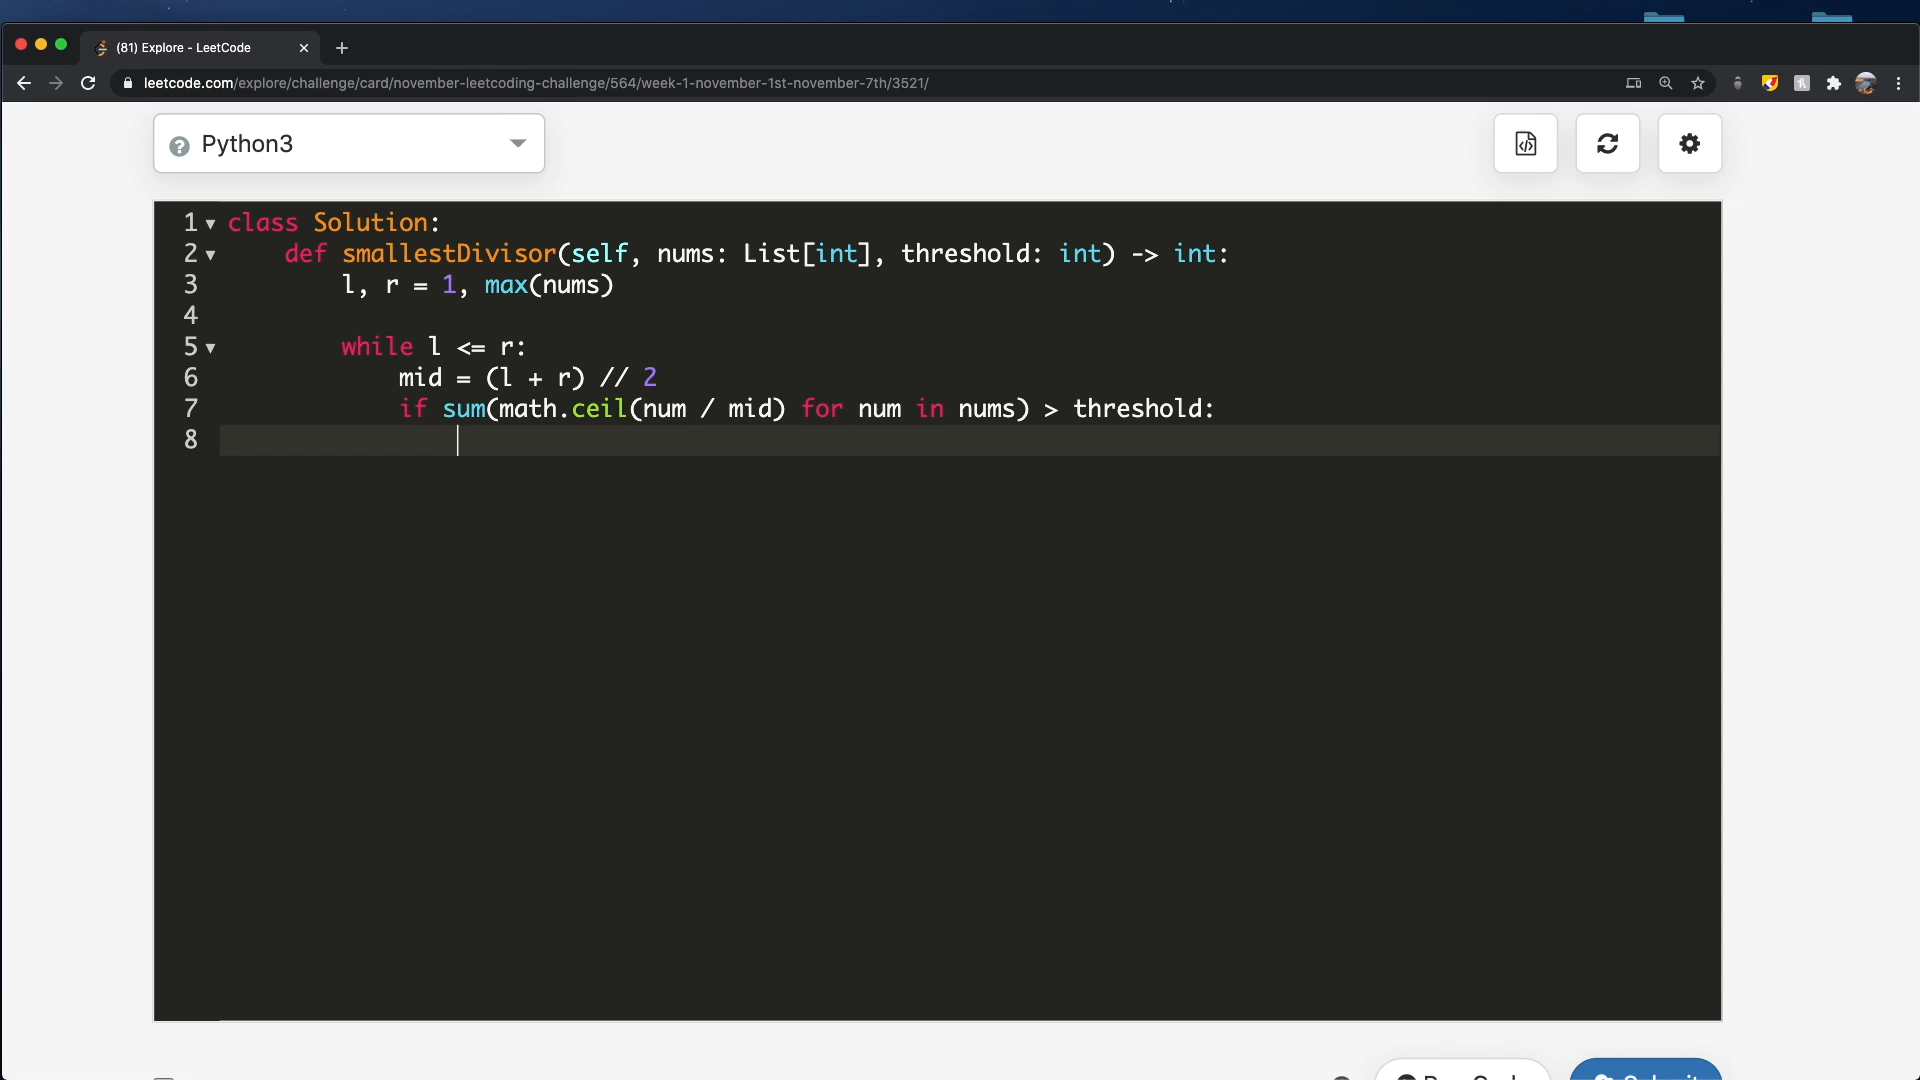 (81) Explore - LeetCode
leetcode.com/explore/challenge/card/november-leetcoding-challenge/564/week-1-november-1st-november-7th/3521/
Python3
1 class Solution:
2     def smallestDivisor(self, nums: List[int], threshold: int) -> int:
3         l, r = 1, max(nums)
4
5         while l <= r:
6             mid = (l + r) // 2
7             if sum(math.ceil(num / mid) for num in nums) > threshold:
8